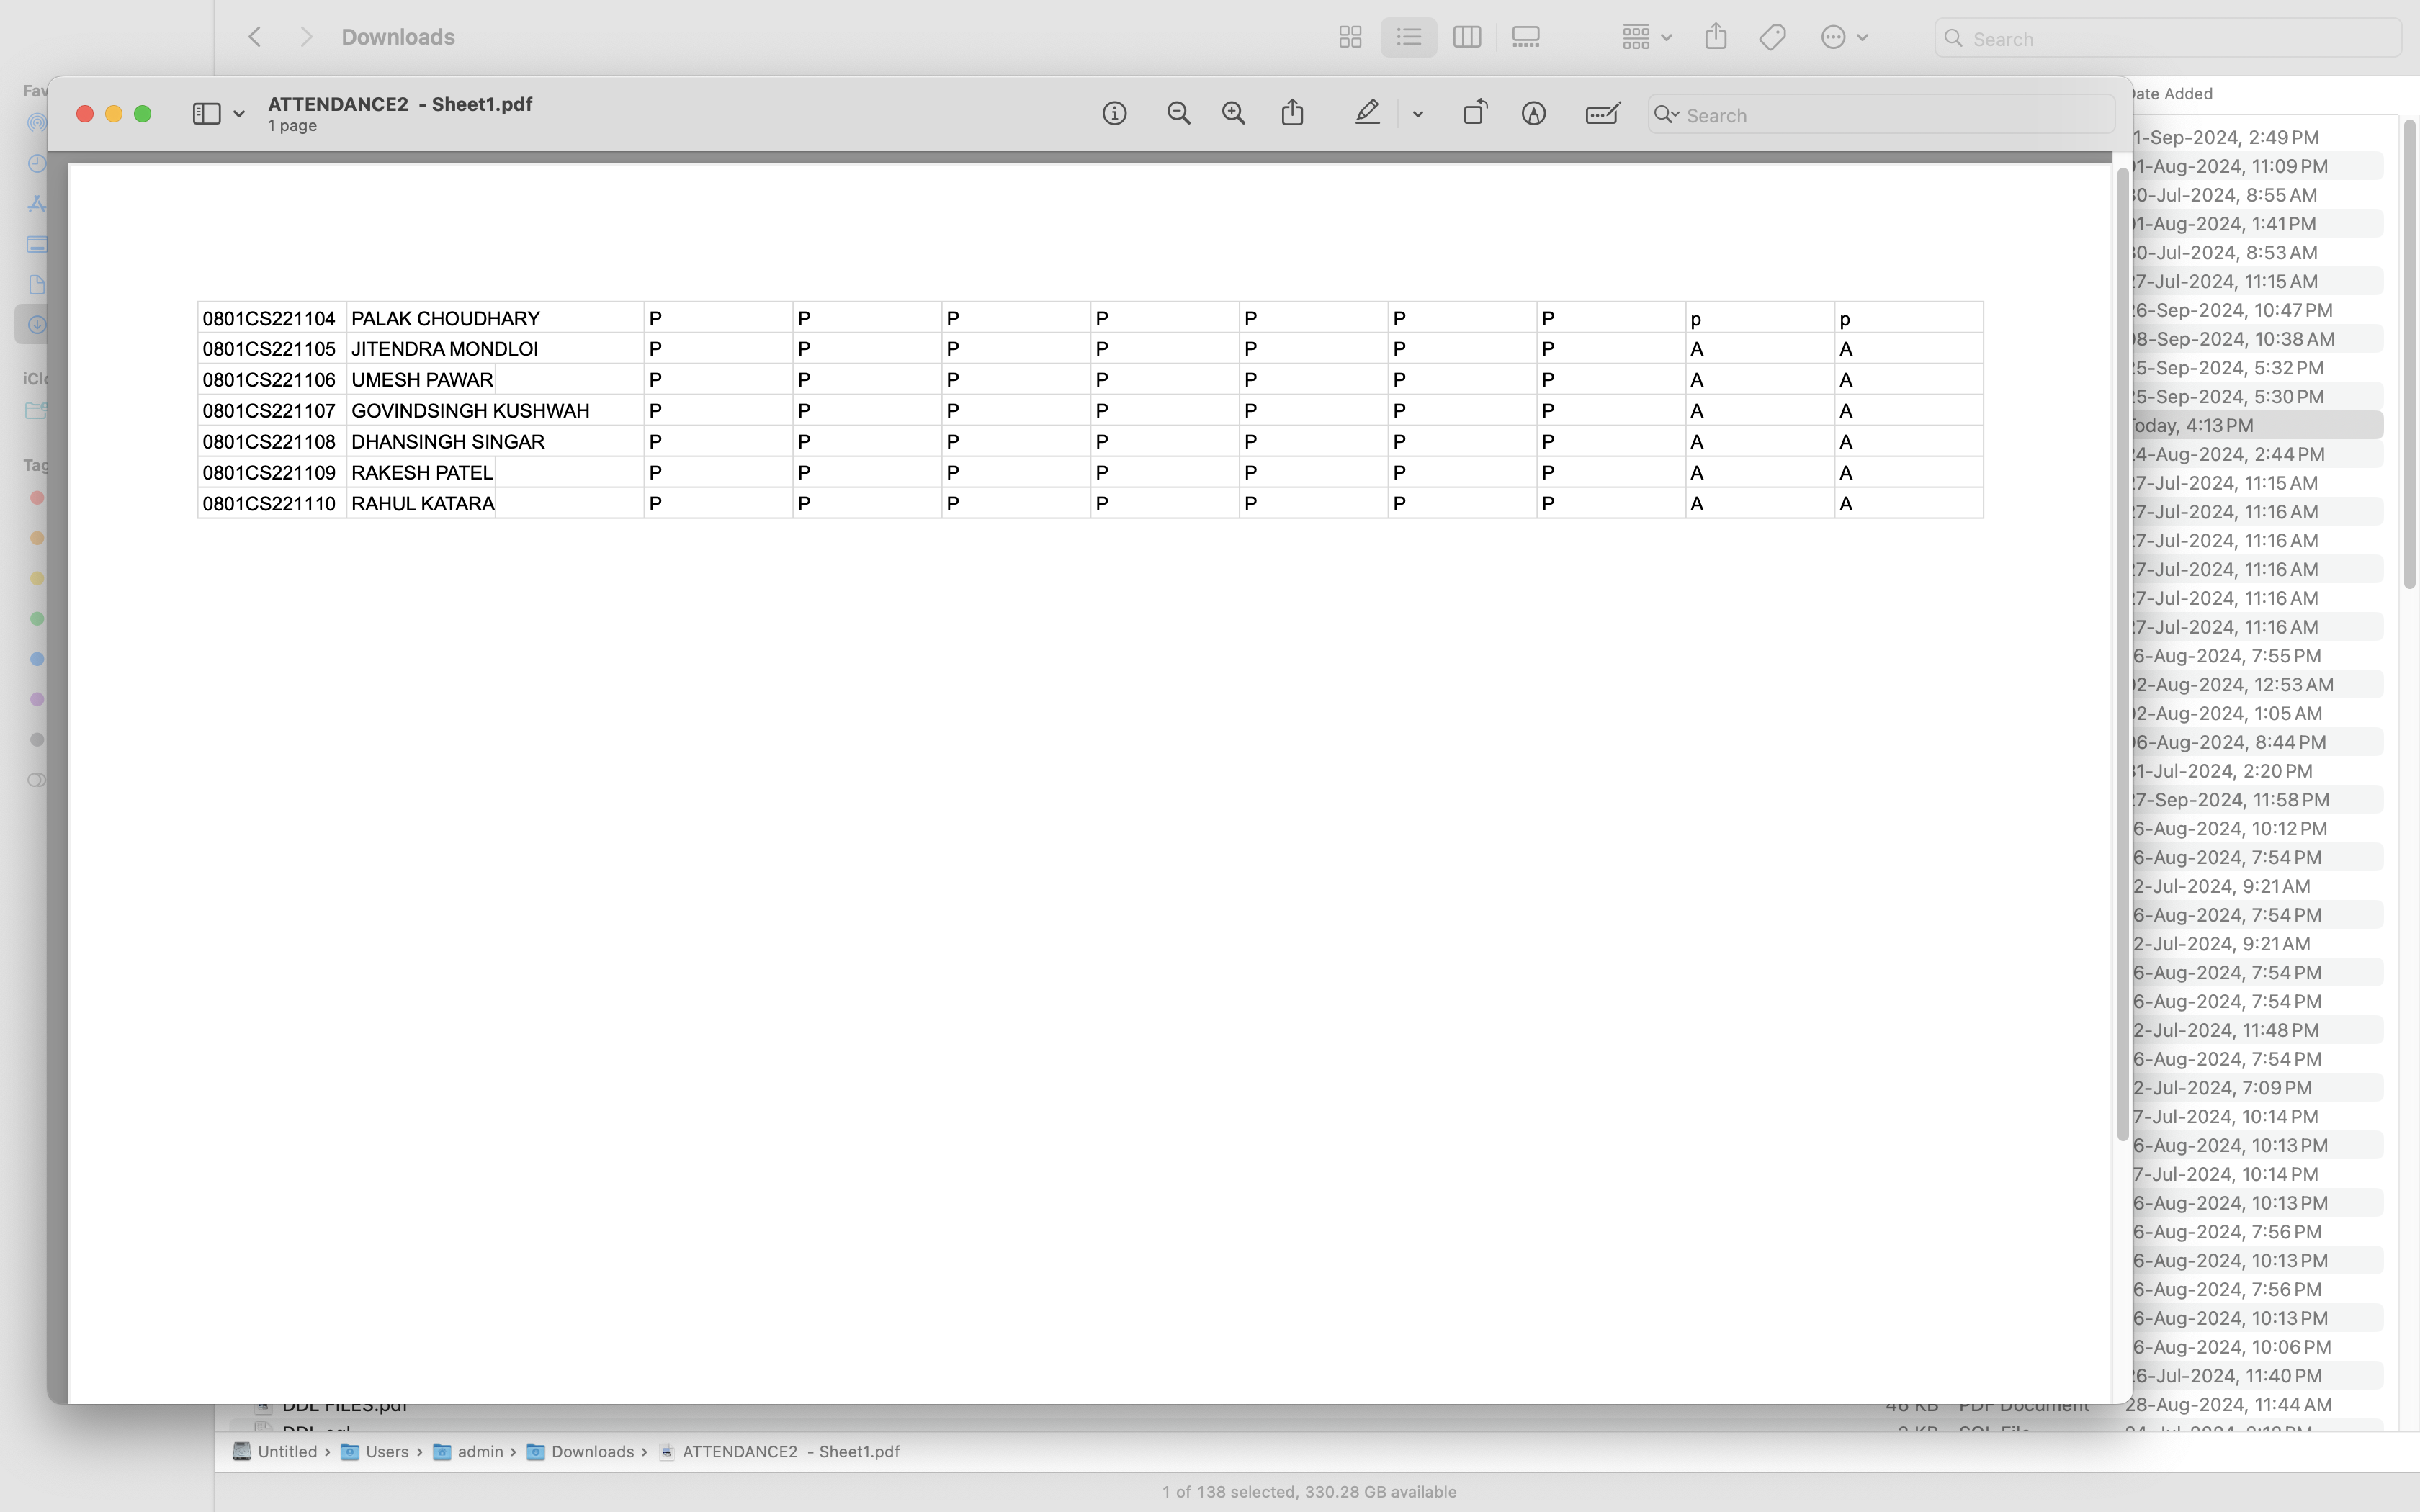 Downloads
Search
Fav
Date Added
ATTENDANCE2 - Sheet1.pdf
1 page
Search
iClo
Tag
0801CS221104 PALAK CHOUDHARY P P P P P P P p p
0801CS221105 JITENDRA MONDLOI P P P P P P P A A
0801CS221106 UMESH PAWAR P P P P P P P A A
0801CS221107 GOVINDSINGH KUSHWAH P P P P P P P A A
0801CS221108 DHANSINGH SINGAR P P P P P P P A A
0801CS221109 RAKESH PATEL P P P P P P P A A
0801CS221110 RAHUL KATARA P P P P P P P A A
1-Sep-2024, 2:49 PM
01-Aug-2024, 11:09 PM
30-Jul-2024, 8:55 AM
01-Aug-2024, 1:41 PM
30-Jul-2024, 8:53 AM
27-Jul-2024, 11:15 AM
26-Sep-2024, 10:47 PM
08-Sep-2024, 10:38 AM
25-Sep-2024, 5:32 PM
25-Sep-2024, 5:30 PM
Today, 4:13 PM
24-Aug-2024, 2:44 PM
27-Jul-2024, 11:15 AM
27-Jul-2024, 11:16 AM
27-Jul-2024, 11:16 AM
27-Jul-2024, 11:16 AM
27-Jul-2024, 11:16 AM
27-Jul-2024, 11:16 AM
6-Aug-2024, 7:55 PM
02-Aug-2024, 12:53 AM
02-Aug-2024, 1:05 AM
06-Aug-2024, 8:44 PM
31-Jul-2024, 2:20 PM
27-Sep-2024, 11:58 PM
6-Aug-2024, 10:12 PM
6-Aug-2024, 7:54 PM
2-Jul-2024, 9:21 AM
6-Aug-2024, 7:54 PM
2-Jul-2024, 9:21 AM
6-Aug-2024, 7:54 PM
6-Aug-2024, 7:54 PM
2-Jul-2024, 11:48 PM
6-Aug-2024, 7:54 PM
2-Jul-2024, 7:09 PM
7-Jul-2024, 10:14 PM
6-Aug-2024, 10:13 PM
7-Jul-2024, 10:14 PM
6-Aug-2024, 10:13 PM
6-Aug-2024, 7:56 PM
6-Aug-2024, 10:13 PM
6-Aug-2024, 7:56 PM
6-Aug-2024, 10:13 PM
6-Aug-2024, 10:06 PM
26-Jul-2024, 11:40 PM
DDL FILES.pdf 46 KB PDF Document 28-Aug-2024, 11:44 AM
DDL.sql SQL File
Untitled › Users › admin › Downloads › ATTENDANCE2 - Sheet1.pdf
1 of 138 selected, 330.28 GB available